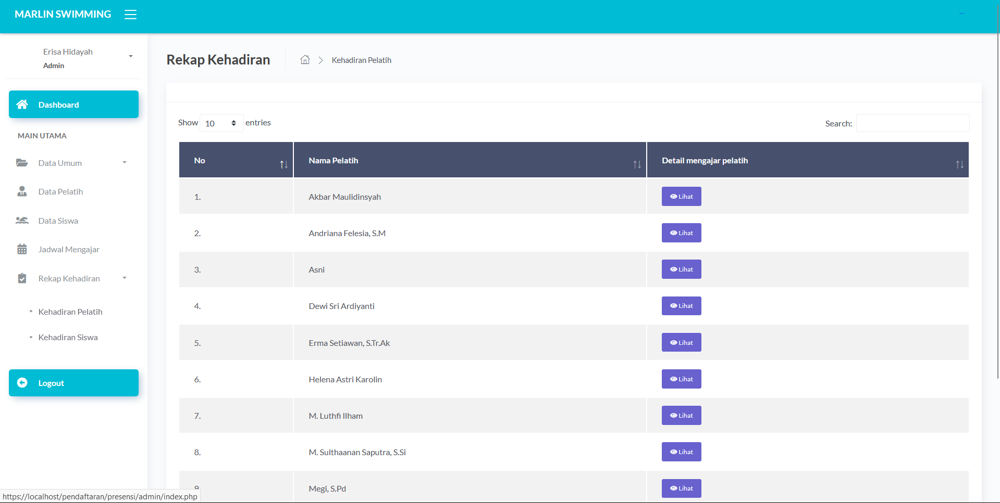 MARLIN SWIMMING
...
Erisa Hidayah
Admin
Dashboard
MAIN UTAMA
Data Umum
Data Pelatih
Data Siswa
Jadwal Mengajar
Rekap Kehadiran
Kehadiran Pelatih
Kehadiran Siswa
Logout
Rekap Kehadiran
Kehadiran Pelatih
Show 10 entries
Search:
No Nama Pelatih Detail mengajar pelatih
1. Akbar Maulidinsyah Lihat
2. Andriana Felesia, S.M Lihat
3. Asni Lihat
4. Dewi Sri Ardiyanti Lihat
5. Erma Setiawan, S.Tr.Ak Lihat
6. Helena Astri Karolin Lihat
7. M. Luthfi Ilham Lihat
8. M. Sulthaanan Saputra, S.Si Lihat
9. Megi, S.Pd Lihat
https://localhost/pendaftaran/presensi/admin/index.php